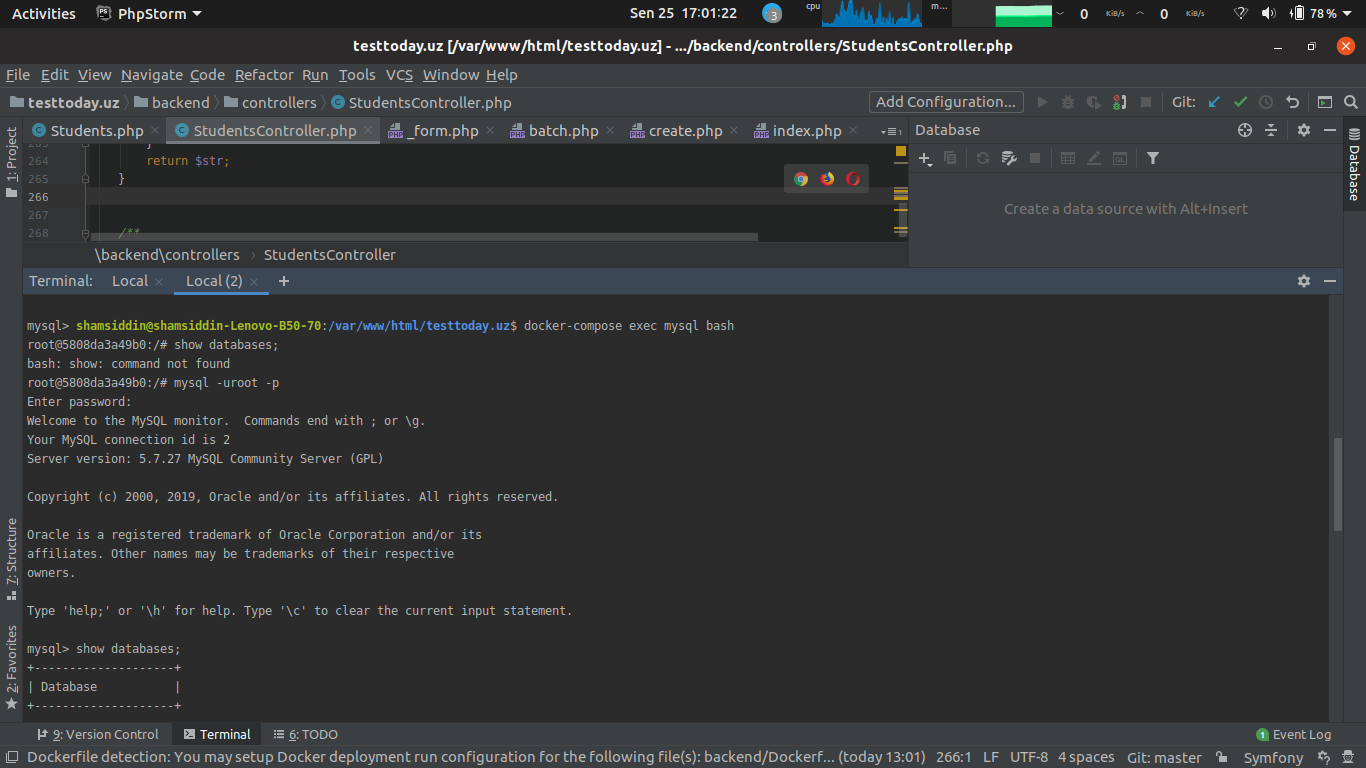 Activities PhpStorm Sen 25 17:01:22 3 cpu m... 0 KiB/s 0 KiB/s 78 %
testtoday.uz [/var/www/html/testtoday.uz] - .../backend/controllers/StudentsController.php
File Edit View Navigate Code Refactor Run Tools VCS Window Help
testtoday.uz backend controllers StudentsController.php Add Configuration... Git:
Students.php StudentsController.php _form.php batch.php create.php index.php Database
263 }
264 return $str;
265 }
266
267
268 /**
Create a data source with Alt+Insert
1: Project
Database
\backend\controllers › StudentsController
Terminal: Local Local (2) +
mysql> shamsiddin@shamsiddin-Lenovo-B50-70:/var/www/html/testtoday.uz$ docker-compose exec mysql bash
root@5808da3a49b0:/# show databases;
bash: show: command not found
root@5808da3a49b0:/# mysql -uroot -p
Enter password:
Welcome to the MySQL monitor.  Commands end with ; or \g.
Your MySQL connection id is 2
Server version: 5.7.27 MySQL Community Server (GPL)
Copyright (c) 2000, 2019, Oracle and/or its affiliates. All rights reserved.
Oracle is a registered trademark of Oracle Corporation and/or its
affiliates. Other names may be trademarks of their respective
owners.
Type 'help;' or '\h' for help. Type '\c' to clear the current input statement.
mysql> show databases;
+--------------------+
| Database           |
+--------------------+
7: Structure
2: Favorites
9: Version Control Terminal 6: TODO 1 Event Log
Dockerfile detection: You may setup Docker deployment run configuration for the following file(s): backend/Dockerf... (today 13:01) 266:1 LF UTF-8 4 spaces Git: master Symfony